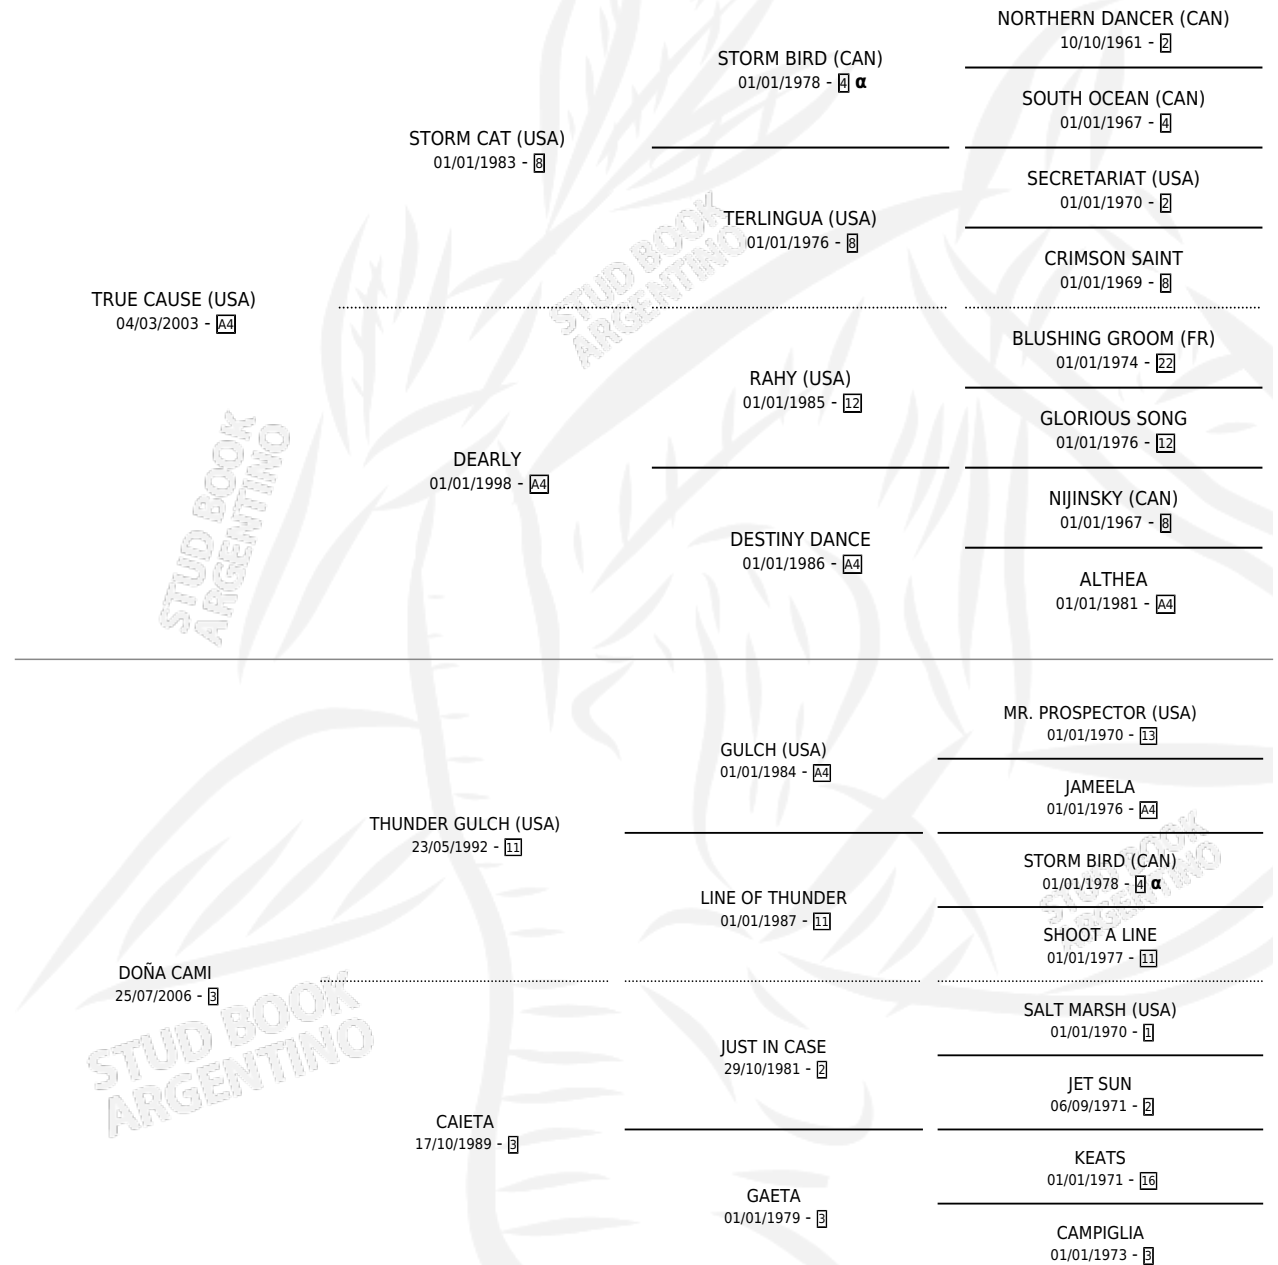 NORTHERN DANCER (CAN)
10/10/1961 - 2
STORM BIRD (CAN)
01/01/1978 - 4 α
SOUTH OCEAN (CAN)
01/01/1967 - 4
STORM CAT (USA)
01/01/1983 - 8
SECRETARIAT (USA)
01/01/1970 - 2
TERLINGUA (USA)
01/01/1976 - 8
CRIMSON SAINT
01/01/1969 - 8
STUD BOOK
ARGENTINO
TRUE CAUSE (USA)
04/03/2003 - A4
BLUSHING GROOM (FR)
01/01/1974 - 22
RAHY (USA)
01/01/1985 - 12
GLORIOUS SONG
01/01/1976 - 12
DEARLY
01/01/1998 - A4
NIJINSKY (CAN)
01/01/1967 - 8
DESTINY DANCE
01/01/1986 - A4
ALTHEA
01/01/1981 - A4
STUD BOOK
ARGENTINO
MR. PROSPECTOR (USA)
01/01/1970 - 13
GULCH (USA)
01/01/1984 - A4
JAMEELA
01/01/1976 - A4
THUNDER GULCH (USA)
23/05/1992 - 11
STORM BIRD (CAN)
01/01/1978 - 4 α
LINE OF THUNDER
01/01/1987 - 11
SHOOT A LINE
01/01/1977 - 11
STUD BOOK
ARGENTINO
DOÑA CAMI
25/07/2006 - 3
SALT MARSH (USA)
01/01/1970 - 1
JUST IN CASE
29/10/1981 - 2
JET SUN
06/09/1971 - 2
CAIETA
17/10/1989 - 3
KEATS
01/01/1971 - 16
GAETA
01/01/1979 - 3
CAMPIGLIA
01/01/1973 - 3
STUD BOOK
ARGENTINO